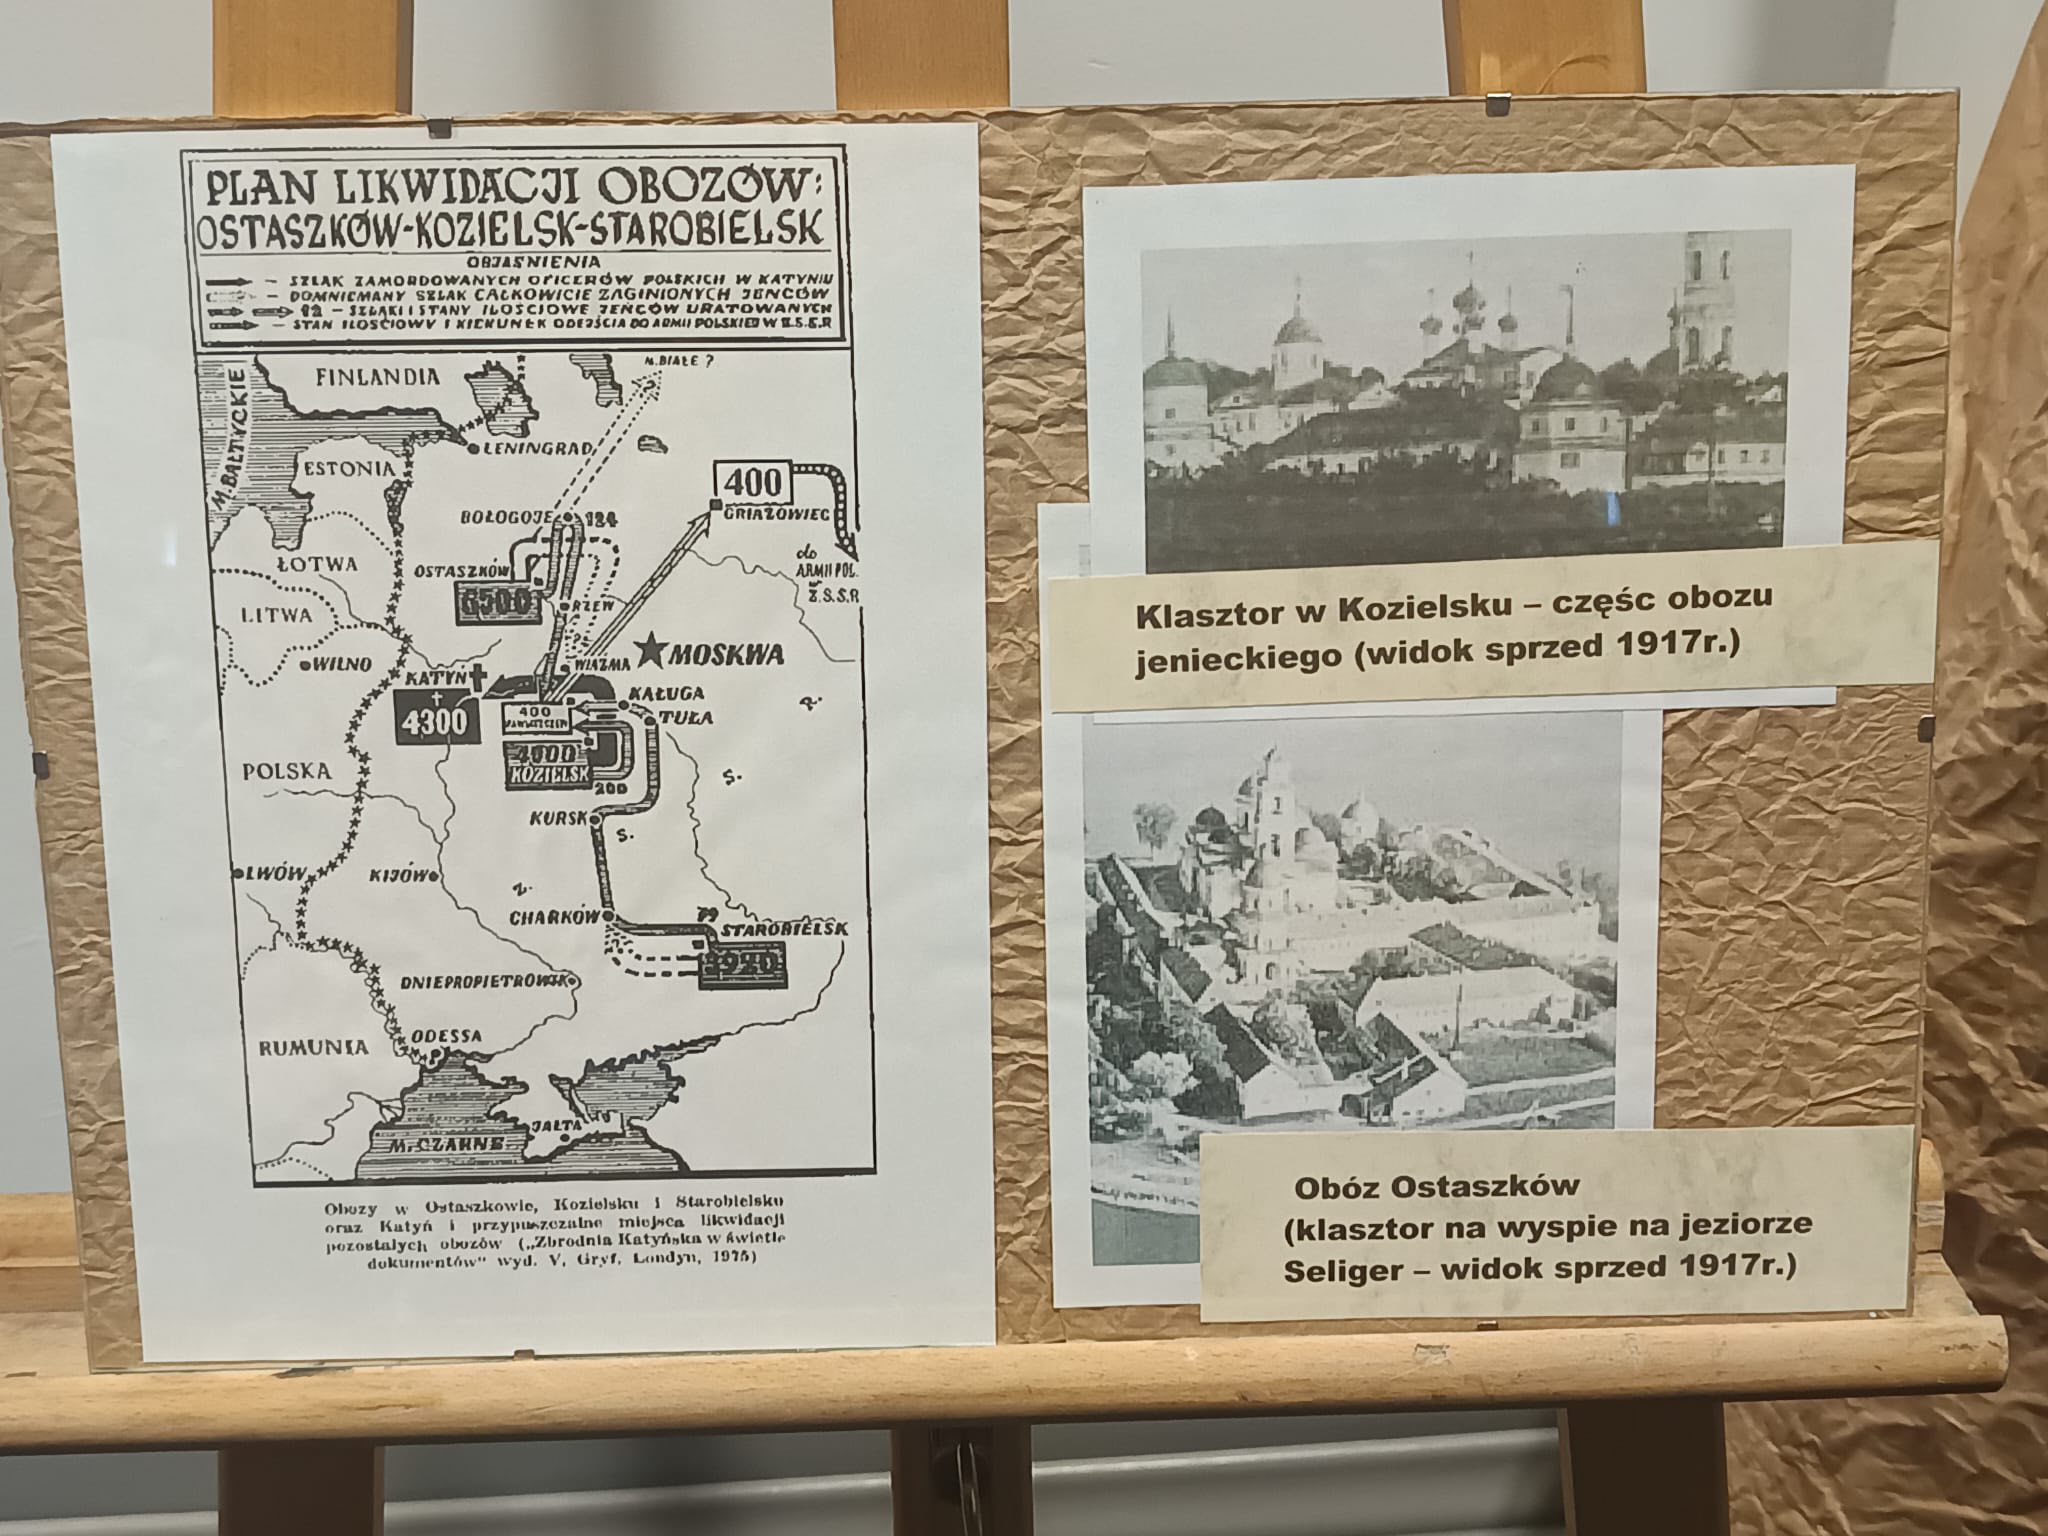 PLAN LIKWIDACJI OBOZÓW:
OSTASZKÓW-KOZIELSK-STAROBIELSK
OBJAŚNIENIA
– SZLAK ZAMORDOWANYCH OFICERÓW POLSKICH W KATYNIU
– DOMNIEMANY SZLAK CAŁKOWICIE ZAGINIONYCH JEŃCÓW
12 – SZLAKI I STANY ILOŚCIOWE JEŃCÓW URATOWANYCH
– STAN ILOŚCIOWY I KIERUNEK ODEJŚCIA DO ARMII POLSKIEJ W Z.S.S.R
M.BIAŁE ?
FINLANDIA
M. BAŁTYCKIE
LENINGRAD
ESTONIA
400
GRIAZOWIEC
BOŁOGOJE 124
do
ARMII POL.
w
Z.S.S.R
ŁOTWA
OSTASZKÓW
6500
RZEW
LITWA
WILNO
WIAZMA
MOSKWA
KATYŃ
4300
KAŁUGA
400
TUŁA
KOZIELSK
200
R.
S.
POLSKA
KURSK
S.
LWÓW
KIJÓW
Z.
CHARKÓW
79
STAROBIELSK
3920
DNIEPROPIETROWSK
ODESSA
RUMUNIA
JAŁTA
M. CZARNE
Obozy w Ostaszkowie, Kozielsku i Starobielsku
oraz Katyń i przypuszczalne miejsca likwidacji
pozostałych obozów („Zbrodnia Katyńska w świetle
dokumentów" wyd. V, Gryf, Londyn, 1975)
Klasztor w Kozielsku – częśc obozu
jenieckiego (widok sprzed 1917r.)
Obóz Ostaszków
(klasztor na wyspie na jeziorze
Seliger – widok sprzed 1917r.)